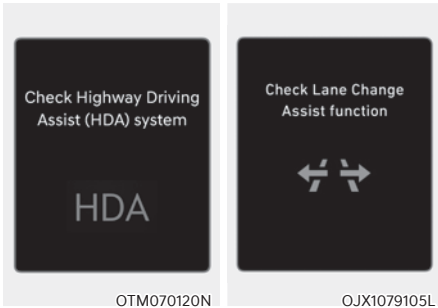 Check Highway Driving
Assist (HDA) system
HDA
OTM070120N
Check Lane Change
Assist function
OJX1079105L